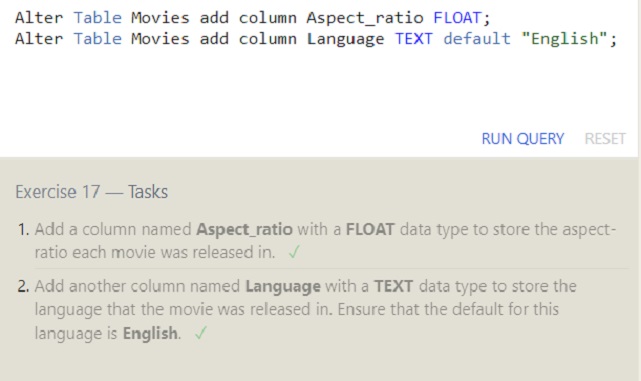 Alter Table Movies add column Aspect_ratio FLOAT;
Alter Table Movies add column Language TEXT default "English";
RUN QUERY RESET
Exercise 17 — Tasks
1. Add a column named Aspect_ratio with a FLOAT data type to store the aspect-
ratio each movie was released in. ✓
2. Add another column named Language with a TEXT data type to store the
language that the movie was released in. Ensure that the default for this
language is English. ✓